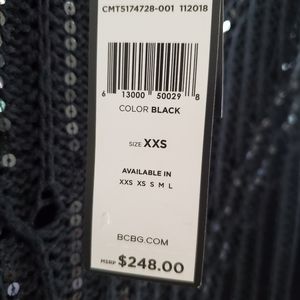 CMT5174728-001 112018
6 13000 50029 8
COLOR BLACK
SIZE XXS
AVAILABLE IN
XXS XS S M L
BCBG.COM
MSRP $248.00